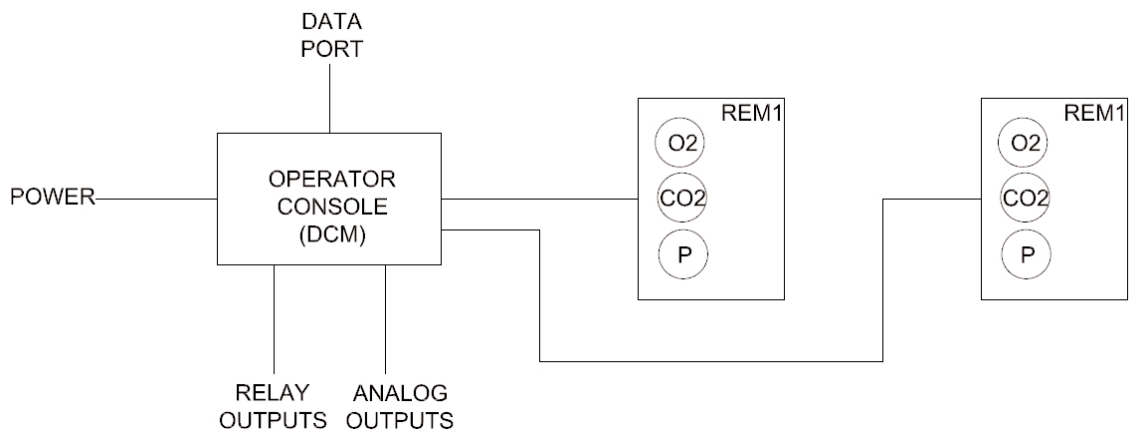 DATA
PORT
REM1
REM1
O2
O2
OPERATOR
CONSOLE
(DCM)
POWER
CO2
CO2
P
P
RELAY
OUTPUTS
ANALOG
OUTPUTS